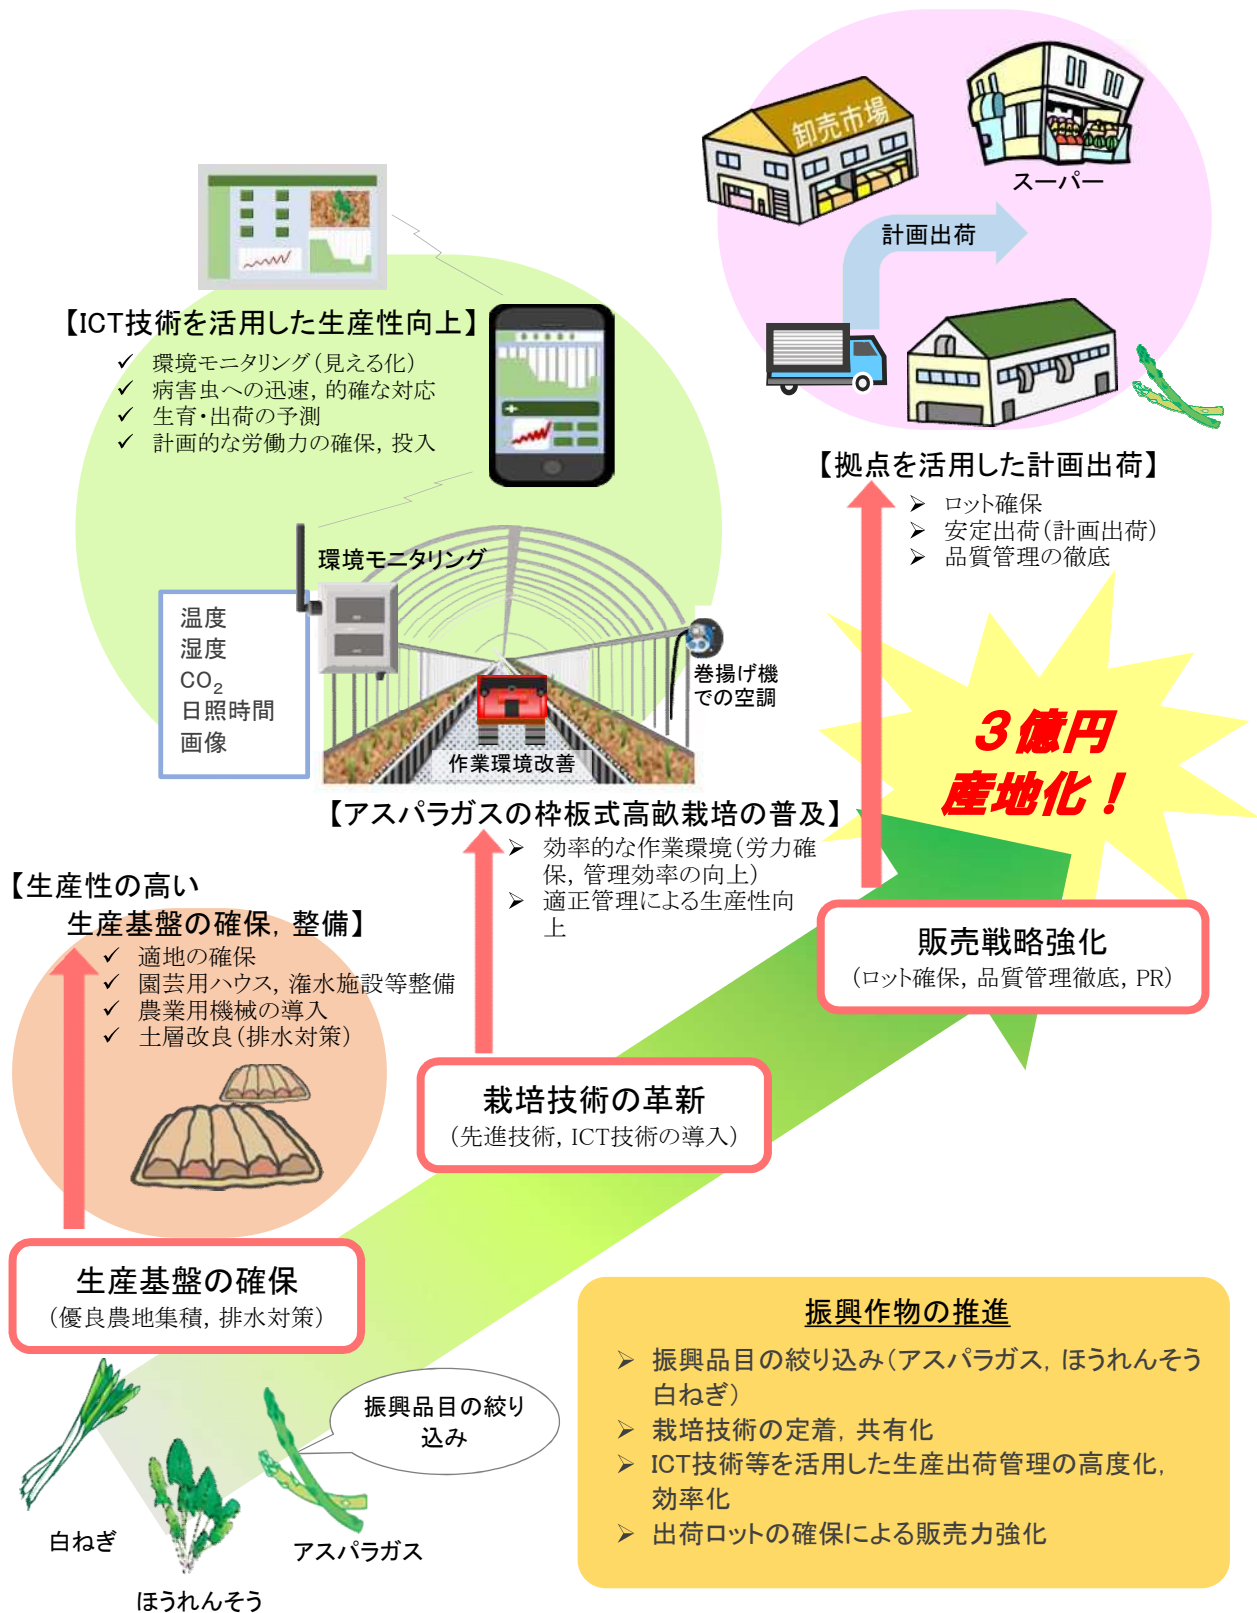 卸売市場
スーパー
計画出荷
【ICT技術を活用した生産性向上】
✓ 環境モニタリング（見える化）
✓ 病害虫への迅速，的確な対応
✓ 生育・出荷の予測
✓ 計画的な労働力の確保，投入
【拠点を活用した計画出荷】
➢ ロット確保
➢ 安定出荷（計画出荷）
➢ 品質管理の徹底
環境モニタリング
温度
湿度
CO₂
日照時間
画像
巻揚げ機
での空調
作業環境改善
3億円
産地化！
【アスパラガスの枠板式高畝栽培の普及】
➢ 効率的な作業環境（労力確
保，管理効率の向上）
➢ 適正管理による生産性向
上
【生産性の高い
生産基盤の確保，整備】
✓ 適地の確保
✓ 園芸用ハウス，潅水施設等整備
✓ 農業用機械の導入
✓ 土層改良（排水対策）
販売戦略強化
（ロット確保，品質管理徹底，PR）
栽培技術の革新
（先進技術，ICT技術の導入）
生産基盤の確保
（優良農地集積，排水対策）
振興品目の絞り
込み
白ねぎ
ほうれんそう
アスパラガス
振興作物の推進
➢ 振興品目の絞り込み（アスパラガス，ほうれんそう
白ねぎ）
➢ 栽培技術の定着，共有化
➢ ICT技術等を活用した生産出荷管理の高度化，
効率化
➢ 出荷ロットの確保による販売力強化